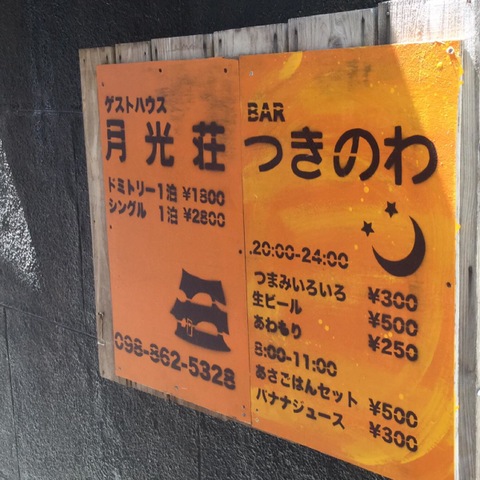 ゲストハウス
月光荘
ドミトリー1泊 ¥1800
シングル 1泊 ¥2800
098-862-5328
BAR
つきのわ
20:00-24:00
つまみいろいろ ¥300
生ビール ¥500
あわもり ¥250
8:00-11:00
あさごはんセット ¥500
バナナジュース ¥300